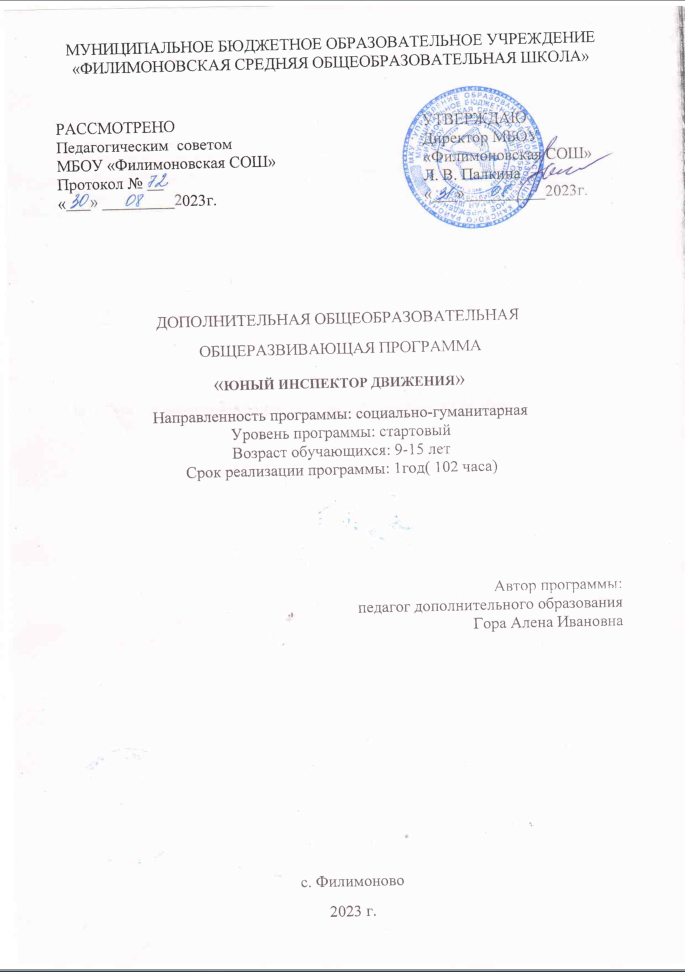 МУНИЦИПАЛЬНОЕ БЮДЖЕТНОЕ ОБРАЗОВАТЕЛЬНОЕ УЧРЕЖДЕНИЕ
«ФИЛИМОНОВСКАЯ СРЕДНЯЯ ОБЩЕОБРАЗОВАТЕЛЬНАЯ ШКОЛА»
РАССМОТРЕНО
Педагогическим советом
МБОУ «Филимоновская СОШ»
Протокол № 72
«30» 08 2023г.
УТВЕРЖДАЮ
Директор МБОУ
«Филимоновская СОШ»
Л. В. Палкина
«31» 08 2023г.
ДОПОЛНИТЕЛЬНАЯ ОБЩЕОБРАЗОВАТЕЛЬНАЯ
ОБЩЕРАЗВИВАЮЩАЯ ПРОГРАММА
«ЮНЫЙ ИНСПЕКТОР ДВИЖЕНИЯ»
Направленность программы: социально-гуманитарная
Уровень программы: стартовый
Возраст обучающихся: 9-15 лет
Срок реализации программы: 1год( 102 часа)
Автор программы:
педагог дополнительного образования
Гора Алена Ивановна
с. Филимоново
2023 г.